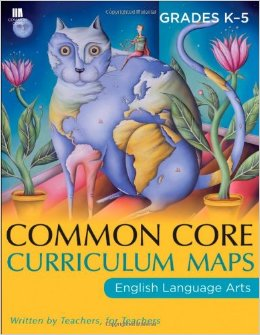 GRADES K–5
COMMON CORE
CURRICULUM MAPS
English Language Arts
Written by Teachers, for Teachers